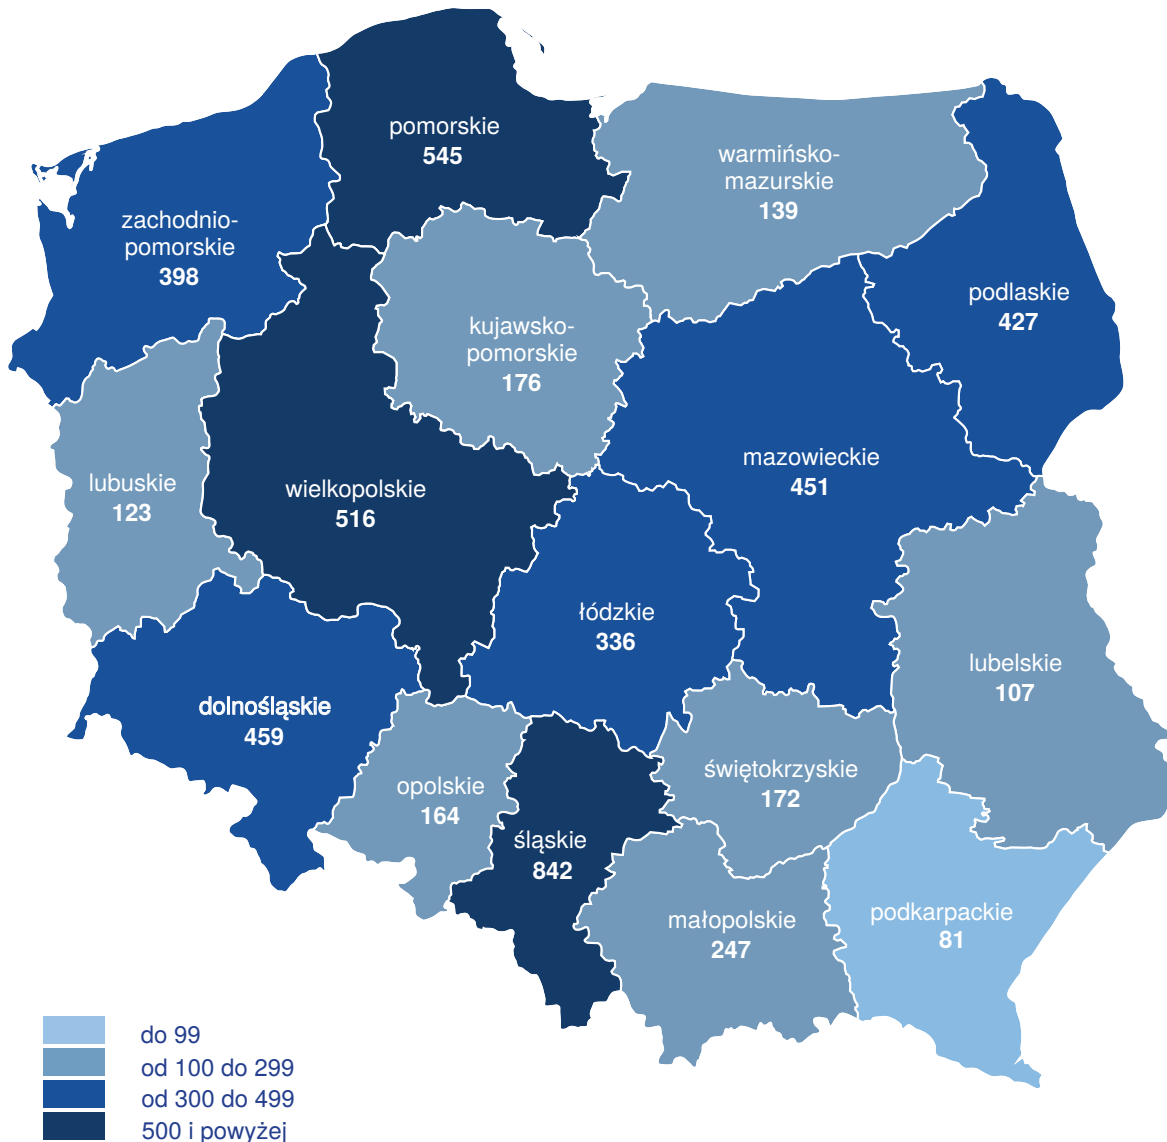 pomorskie
545
warmińsko-
mazurskie
139
zachodnio-
pomorskie
398
podlaskie
427
kujawsko-
pomorskie
176
mazowieckie
451
lubuskie
123
wielkopolskie
516
łódzkie
336
lubelskie
107
dolnośląskie
459
opolskie
164
świętokrzyskie
172
śląskie
842
małopolskie
247
podkarpackie
81
do 99
od 100 do 299
od 300 do 499
500 i powyżej